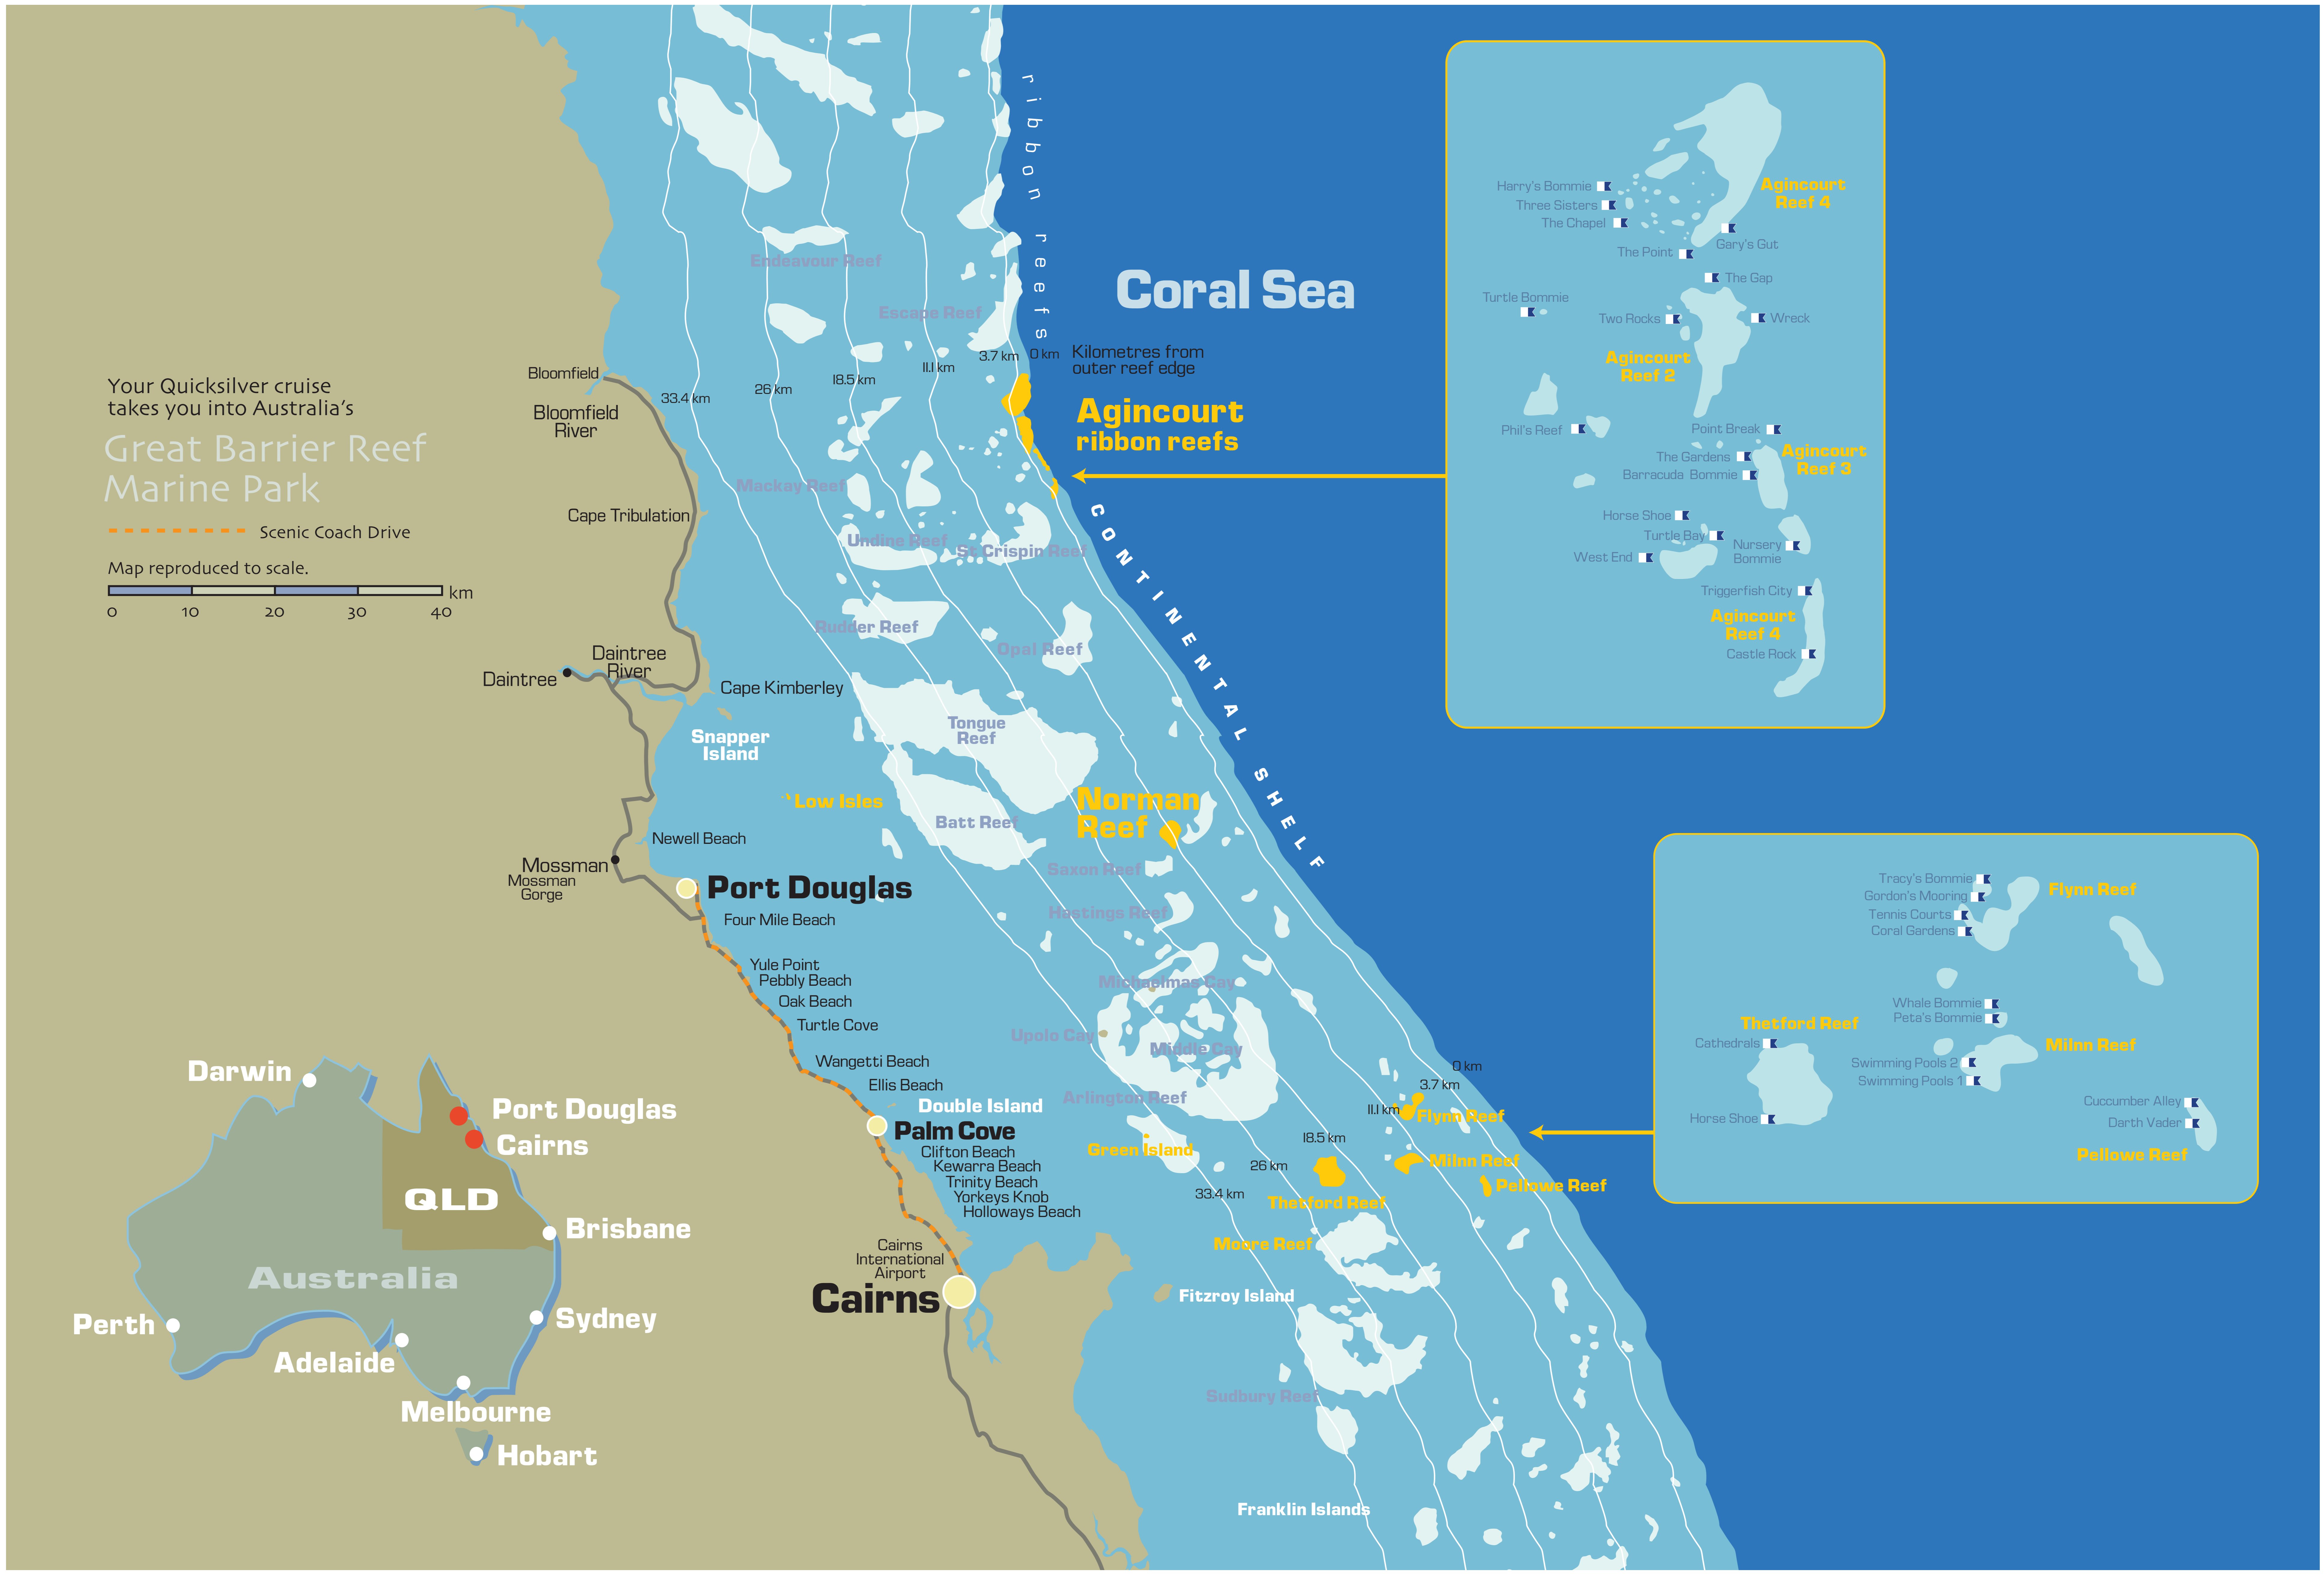 ribbon reefs
Coral Sea
Endeavour Reef
Escape Reef
33.4 km
26 km
18.5 km
11.1 km
3.7 km
0 km
Kilometres from
outer reef edge
Agincourt
ribbon reefs
Your Quicksilver cruise
takes you into Australia's
Great Barrier Reef
Marine Park
Scenic Coach Drive
Map reproduced to scale.
0 10 20 30 40 km
Bloomfield
Bloomfield
River
Mackay Reef
Cape Tribulation
Undine Reef
St Crispin Reef
CONTINENTAL SHELF
Rudder Reef
Opal Reef
Daintree
River
Daintree
Cape Kimberley
Snapper
Island
Tongue
Reef
Low Isles
Batt Reef
Norman
Reef
Newell Beach
Mossman
Mossman
Gorge
Port Douglas
Saxon Reef
Hastings Reef
Four Mile Beach
Yule Point
Pebbly Beach
Oak Beach
Turtle Cove
Michaelmas Cay
Upolo Cay
Middle Cay
Wangetti Beach
Ellis Beach
Arlington Reef
Double Island
Palm Cove
Clifton Beach
Kewarra Beach
Trinity Beach
Yorkeys Knob
Holloways Beach
Green Island
0 km
3.7 km
11.1 km
18.5 km
26 km
33.4 km
Flynn Reef
Milnn Reef
Pellowe Reef
Thetford Reef
Moore Reef
Cairns
International
Airport
Cairns
Fitzroy Island
Sudbury Reef
Franklin Islands
Darwin
Port Douglas
Cairns
QLD
Brisbane
Australia
Perth
Sydney
Adelaide
Melbourne
Hobart
Agincourt
Reef 4
Harry's Bommie
Three Sisters
The Chapel
Gary's Gut
The Point
The Gap
Turtle Bommie
Two Rocks
Wreck
Agincourt
Reef 2
Phil's Reef
Point Break
The Gardens
Agincourt
Reef 3
Barracuda Bommie
Horse Shoe
Turtle Bay
Nursery
Bommie
West End
Triggerfish City
Agincourt
Reef 4
Castle Rock
Tracy's Bommie
Flynn Reef
Gordon's Mooring
Tennis Courts
Coral Gardens
Whale Bommie
Peta's Bommie
Thetford Reef
Cathedrals
Milnn Reef
Swimming Pools 2
Swimming Pools 1
Horse Shoe
Cuccumber Alley
Darth Vader
Pellowe Reef